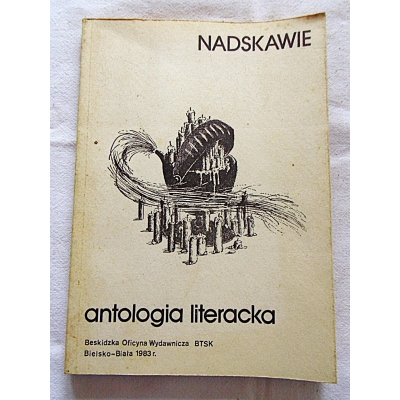 NADSKAWIE
antologia literacka
Beskidzka Oficyna Wydawnicza BTSK
Bielsko-Biała 1983 r.